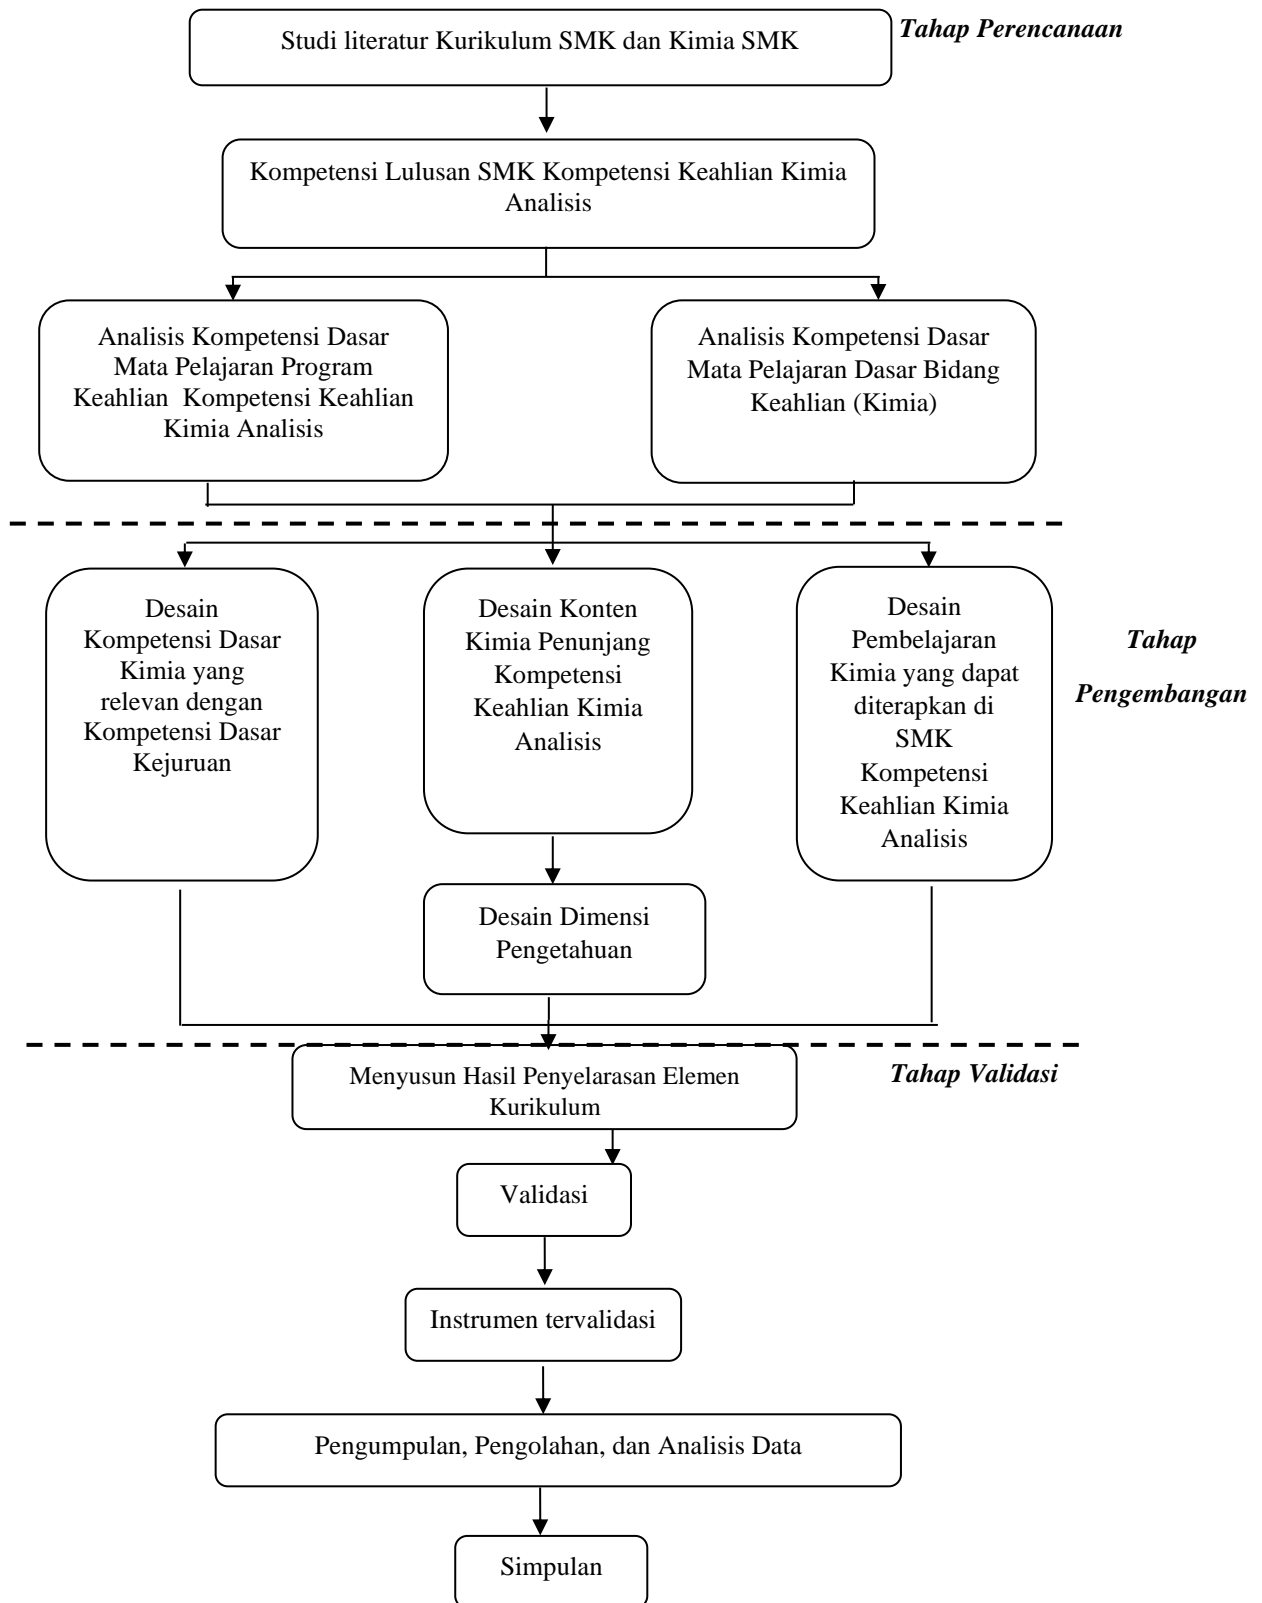 Studi literatur Kurikulum SMK dan Kimia SMK
Tahap Perencanaan
Kompetensi Lulusan SMK Kompetensi Keahlian Kimia
Analisis
Analisis Kompetensi Dasar
Mata Pelajaran Program
Keahlian Kompetensi Keahlian
Kimia Analisis
Analisis Kompetensi Dasar
Mata Pelajaran Dasar Bidang
Keahlian (Kimia)
Desain
Kompetensi Dasar
Kimia yang
relevan dengan
Kompetensi Dasar
Kejuruan
Desain Konten
Kimia Penunjang
Kompetensi
Keahlian Kimia
Analisis
Desain
Pembelajaran
Kimia yang dapat
diterapkan di
SMK
Kompetensi
Keahlian Kimia
Analisis
Tahap
Pengembangan
Desain Dimensi
Pengetahuan
Menyusun Hasil Penyelarasan Elemen
Kurikulum
Tahap Validasi
Validasi
Instrumen tervalidasi
Pengumpulan, Pengolahan, dan Analisis Data
Simpulan